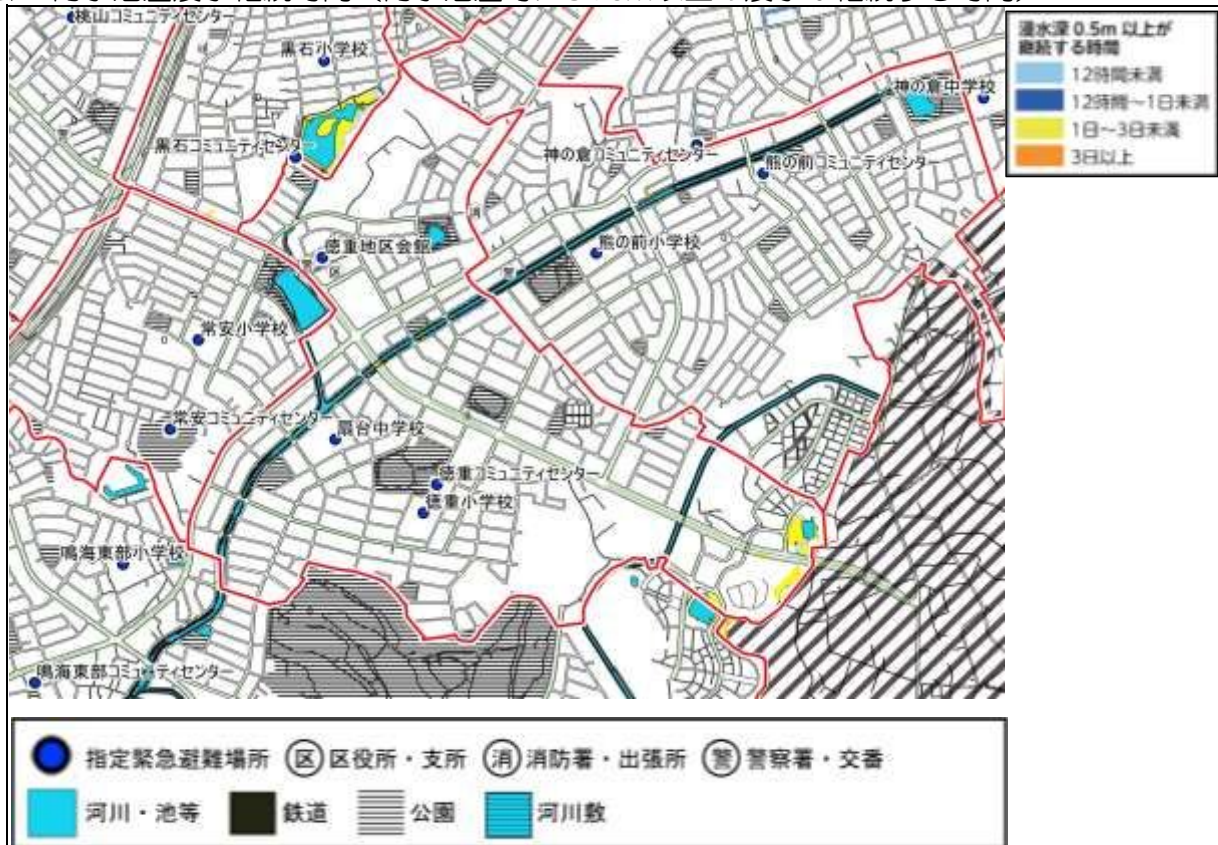 桃山コミュニティセンター
黒石小学校
黒石コミュニティセンター
神の倉中学校
神の倉コミュニティセンター
熊の前コミュニティセンター
消
徳重地区会館
区
熊の前小学校
常安小学校
常安コミュニティセンター
扇台中学校
徳重コミュニティセンター
徳重小学校
鳴海東部小学校
鳴海東部コミュニティセンター
浸水深 0.5m 以上が
継続する時間
12時間未満
12時間~1日未満
1日~3日未満
3日以上
指定緊急避難場所 区 区役所・支所 消 消防署・出張所 警 警察署・交番
河川・池等 鉄道 公園 河川敷